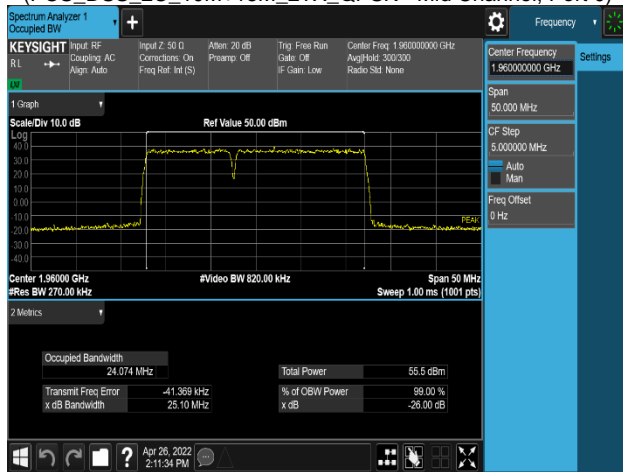 Spectrum Analyzer 1
Occupied BW
+
Frequency
KEYSIGHT
RL
Input: RF
Coupling: AC
Align: Auto
Input Z: 50 Ω
Corrections: On
Freq Ref: Int (S)
Atten: 20 dB
Preamp: Off
Trig: Free Run
Gate: Off
IF Gain: Low
Center Freq: 1.960000000 GHz
Avg|Hold: 300/300
Radio Std: None
Center Frequency
1.960000000 GHz
Settings
Span
50.000 MHz
CF Step
5.000000 MHz
Auto
Man
Freq Offset
0 Hz
1 Graph
Scale/Div 10.0 dB
Ref Value 50.00 dBm
Log
40.0
30.0
20.0
10.0
0.00
-10.0
-20.0
-30.0
-40.0
PEAK
Center 1.96000 GHz
#Video BW 820.00 kHz
Span 50 MHz
#Res BW 270.00 kHz
Sweep 1.00 ms (1001 pts)
2 Metrics
Occupied Bandwidth
24.074 MHz
Total Power 55.5 dBm
Transmit Freq Error -41.369 kHz
% of OBW Power 99.00 %
x dB Bandwidth 25.10 MHz
x dB -26.00 dB
?
Apr 26, 2022
2:11:34 PM